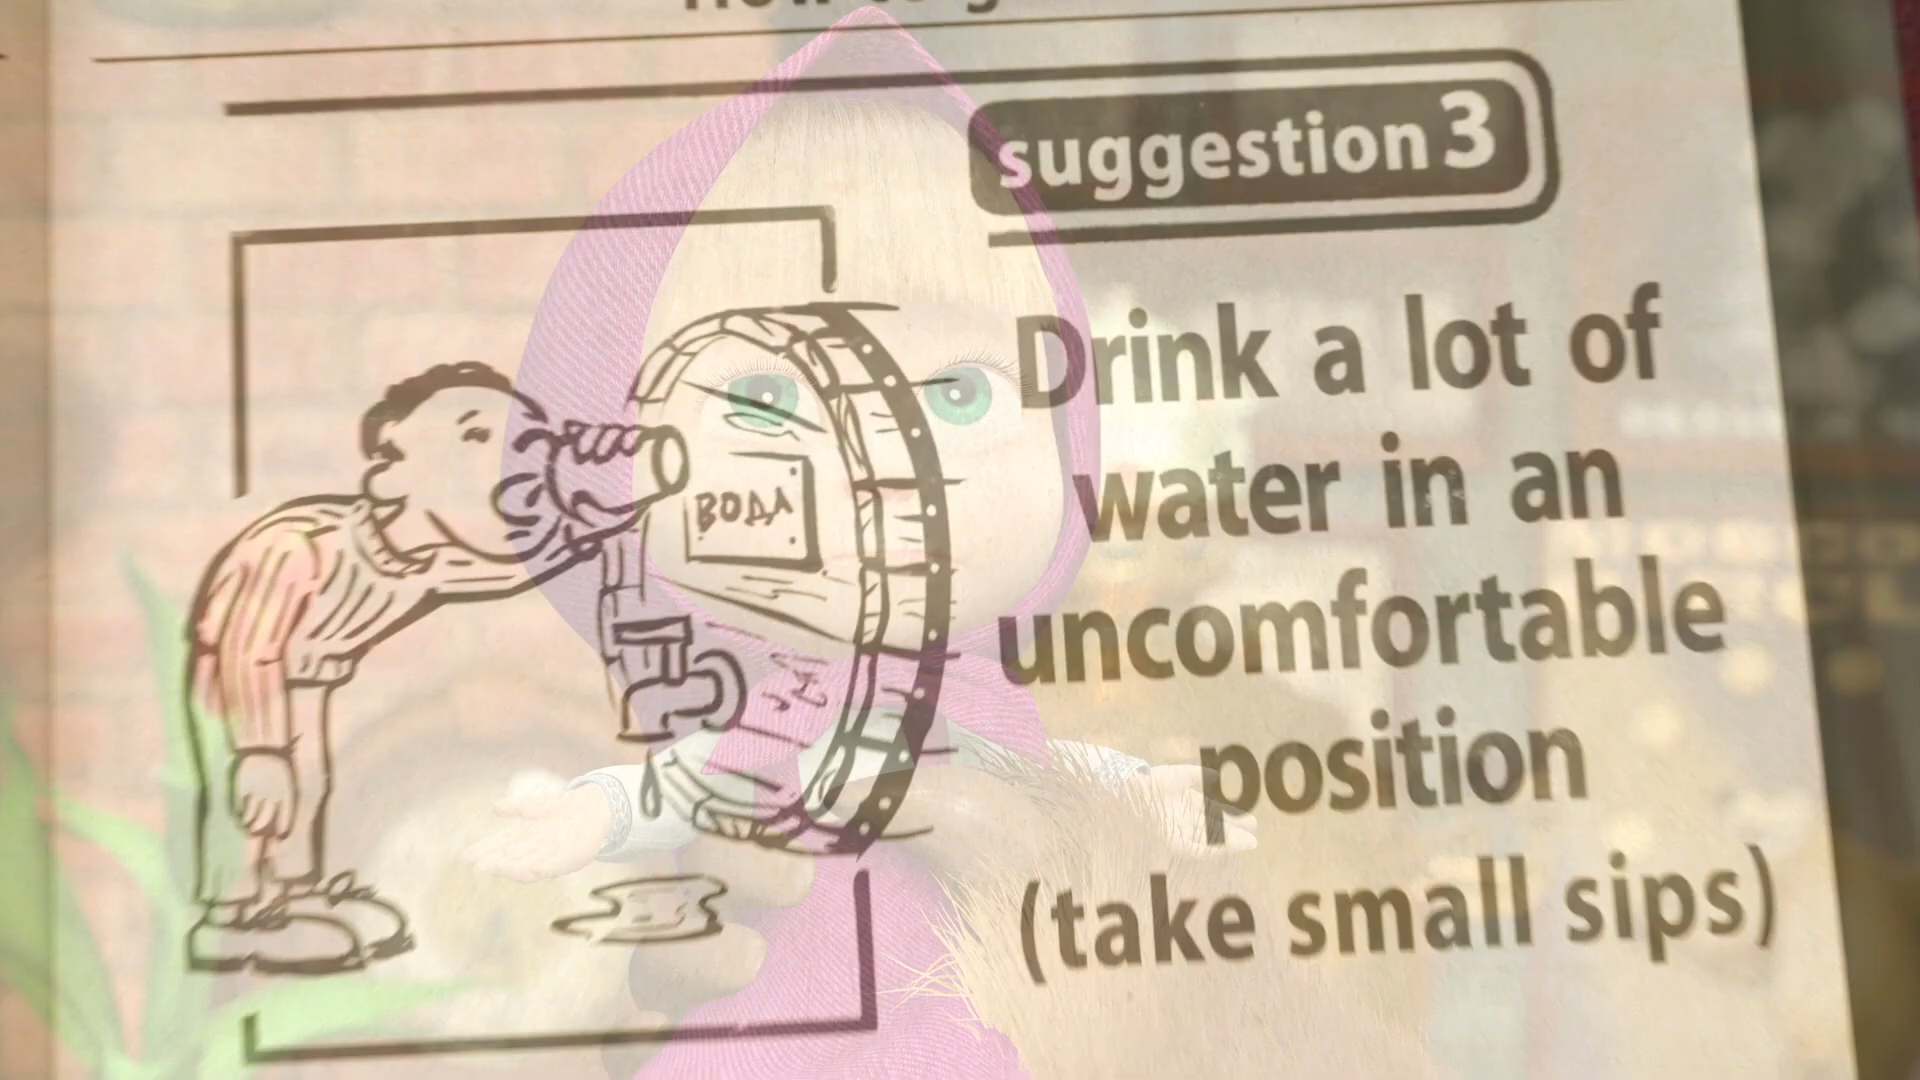 suggestion 3
ВОДА
Drink a lot of
water in an
uncomfortable
position
(take small sips)